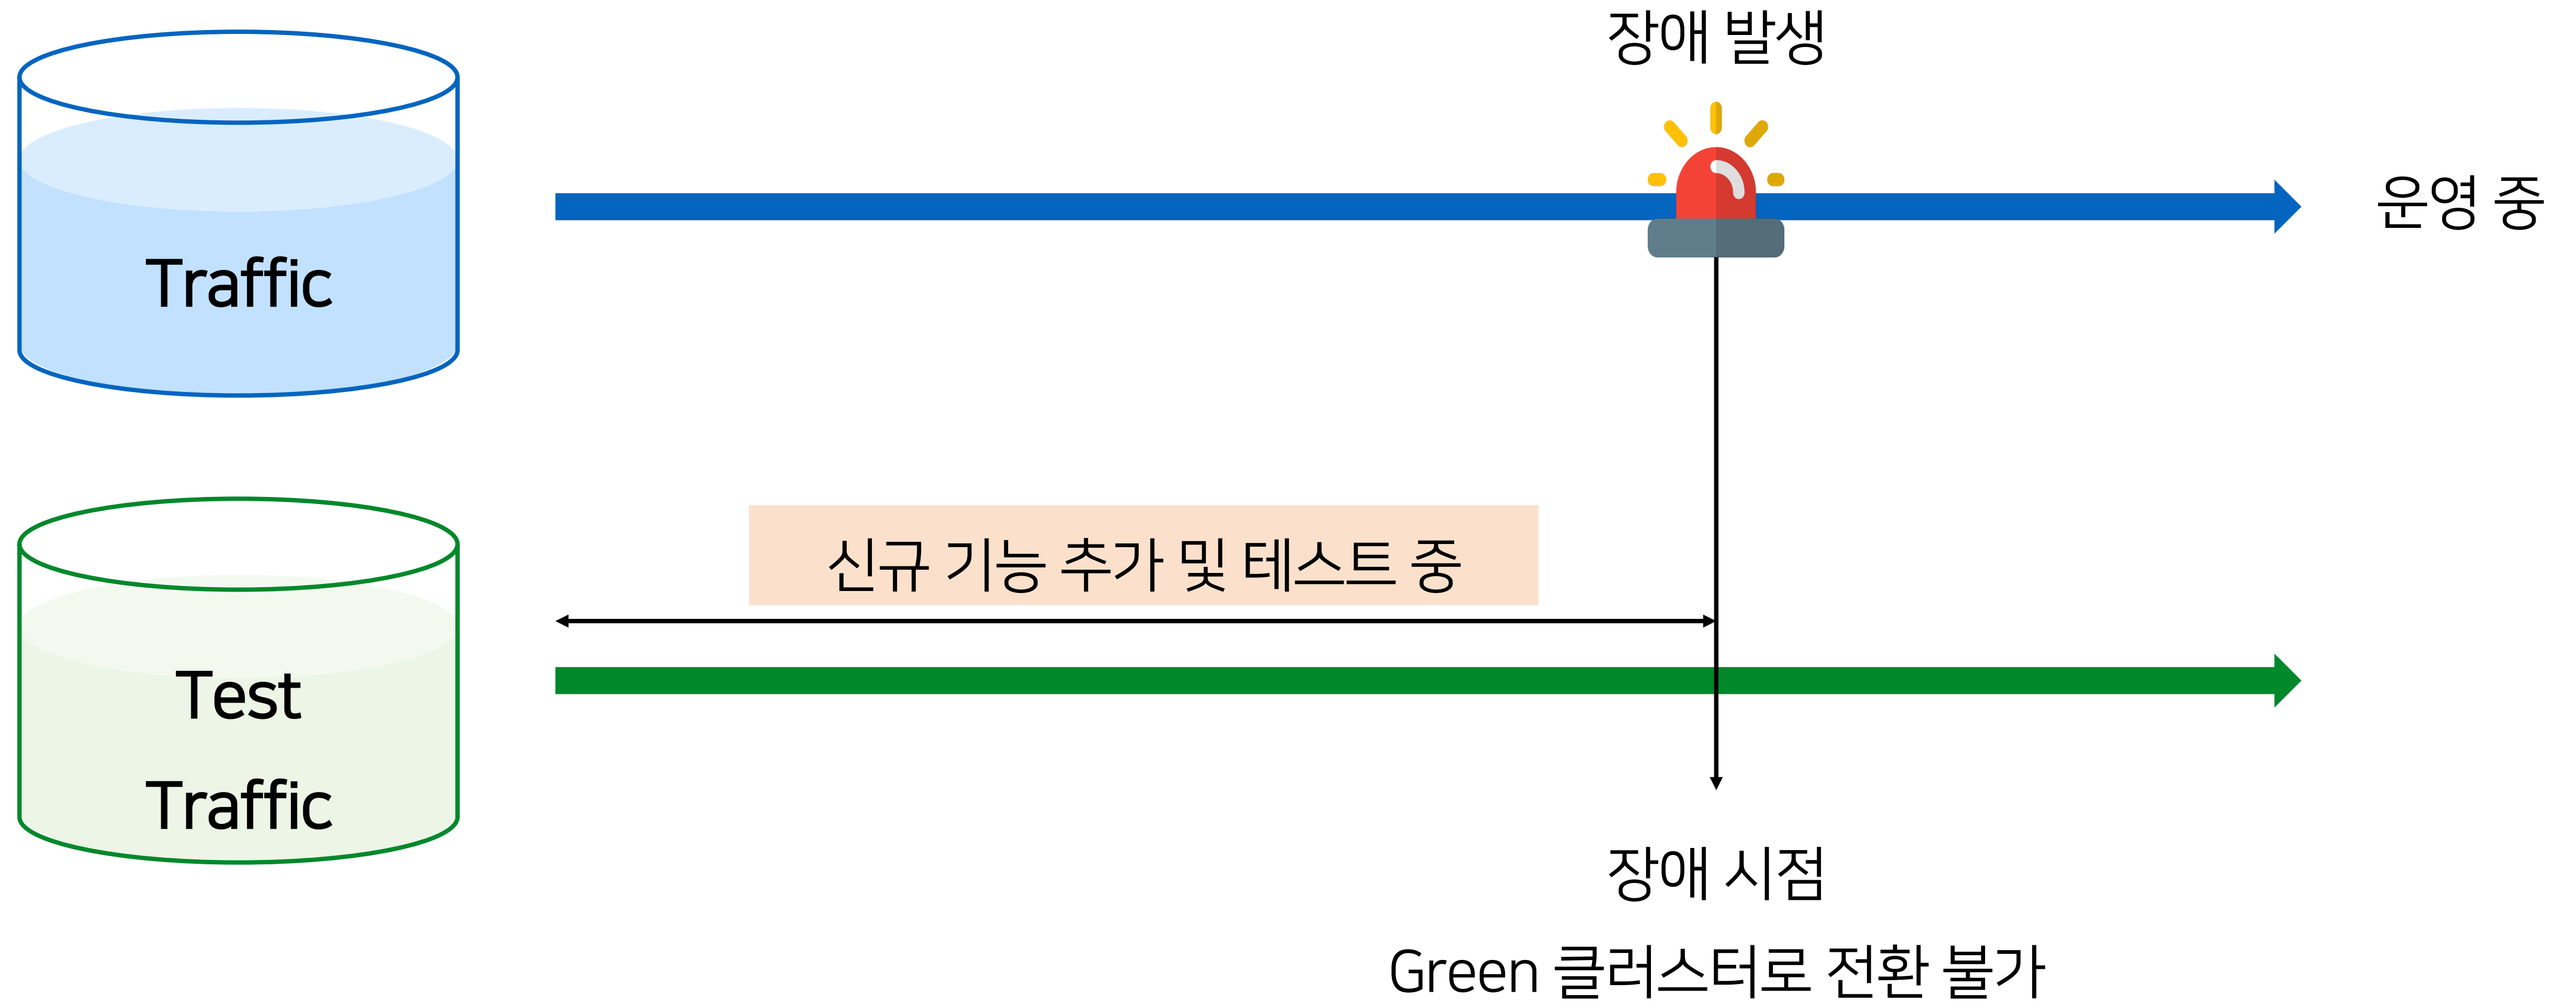 장애 발생
운영 중
Traffic
신규 기능 추가 및 테스트 중
Test
Traffic
장애 시점
Green 클러스터로 전환 불가